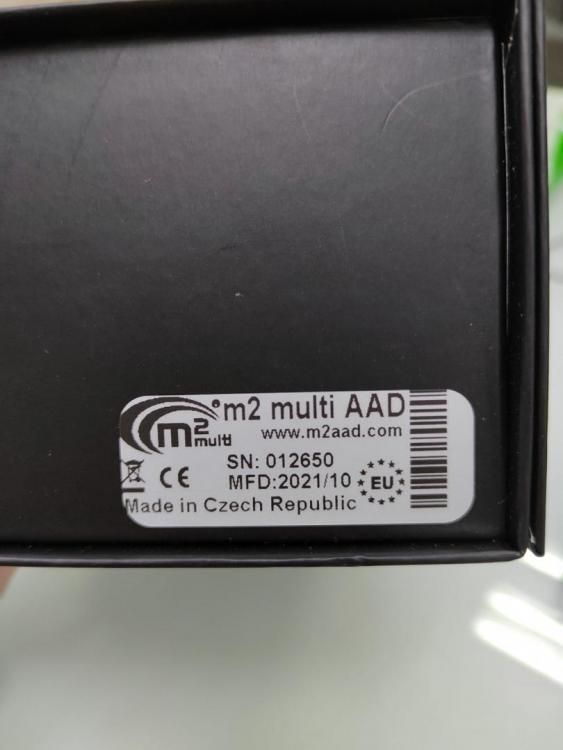 m2 multi
m2 multi AAD
www.m2aad.com
SN: 012650
MFD:2021/10
CE
EU
Made in Czech Republic